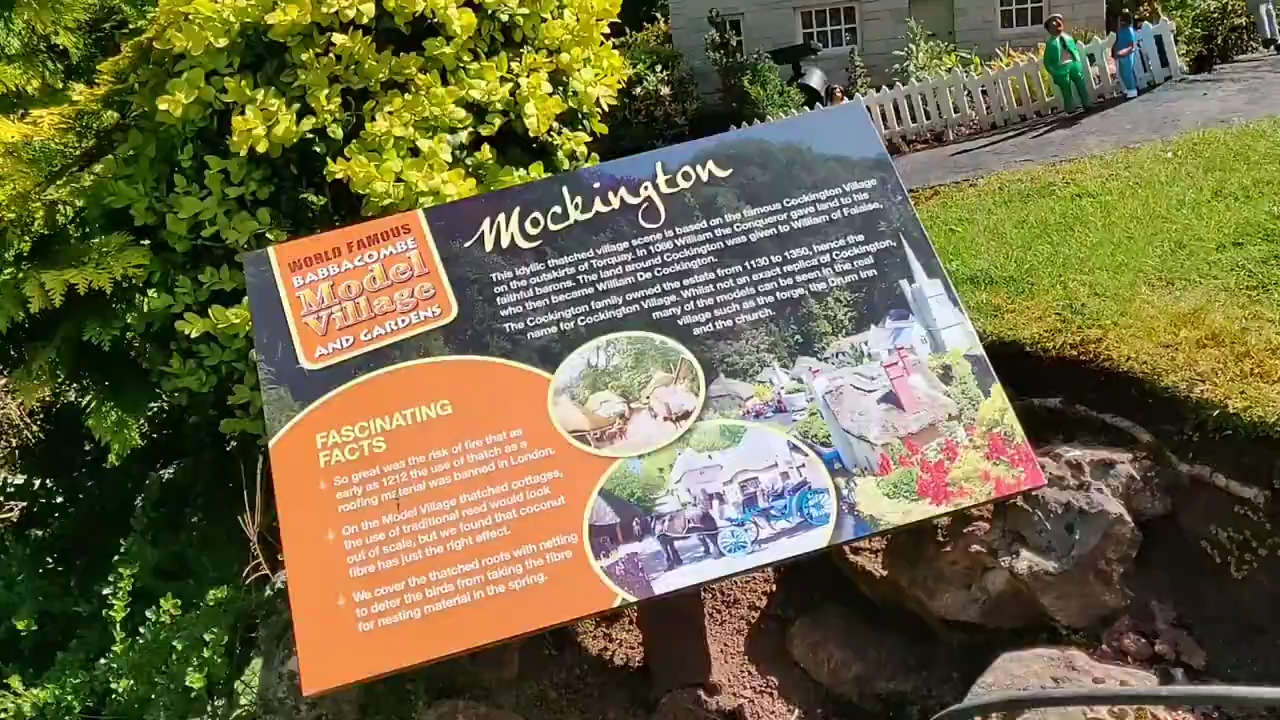 WORLD FAMOUS
BABBACOMBE
Model
Village
AND GARDENS
Mockington
This idyllic thatched village scene is based on the famous Cockington Village
on the outskirts of Torquay. In 1066 William the Conqueror gave land to his
faithful barons. The land around Cockington was given to William of Falaise,
who then became William De Cockington.
The Cockington family owned the estate from 1130 to 1350, hence the
name for Cockington Village. Whilst not an exact replica of Cockington,
many of the models can be seen in the real
village such as the forge, the Drum Inn
and the church.
FASCINATING
FACTS
So great was the risk of fire that as
early as 1212 the use of thatch as a
roofing material was banned in London.
On the Model Village thatched cottages,
the use of traditional reed would look
out of scale, but we found that coconut
fibre has just the right effect.
We cover the thatched roofs with netting
to deter the birds from taking the fibre
for nesting material in the spring.